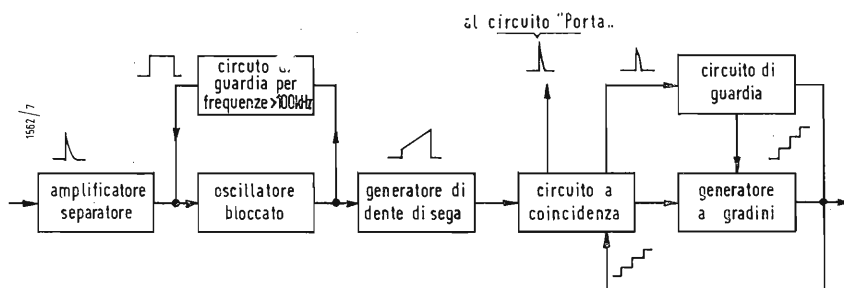 al circuito "Porta„
circuto di
guardia per
frequenze >100kHz
circuito di
guardia
1562/7
amplificatore
separatore
oscillatore
bloccato
generatore di
dente di sega
circuito a
coincidenza
generatore
a gradini